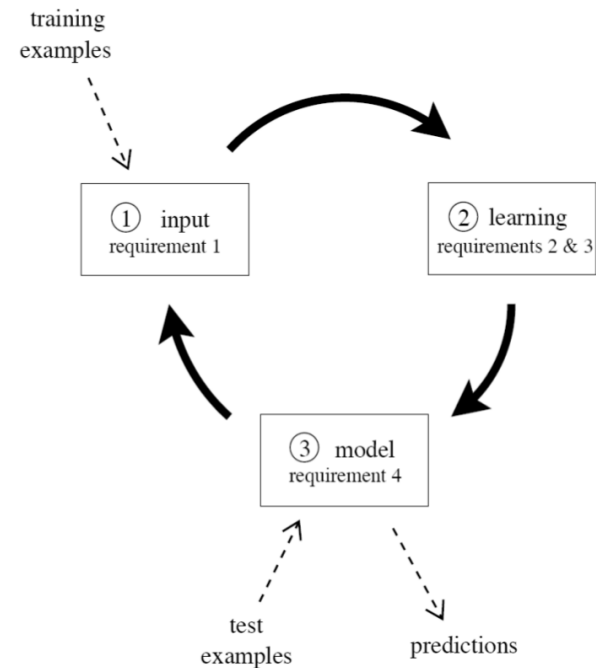 training
examples
① input
requirement 1
② learning
requirements 2 & 3
③ model
requirement 4
test
examples
predictions